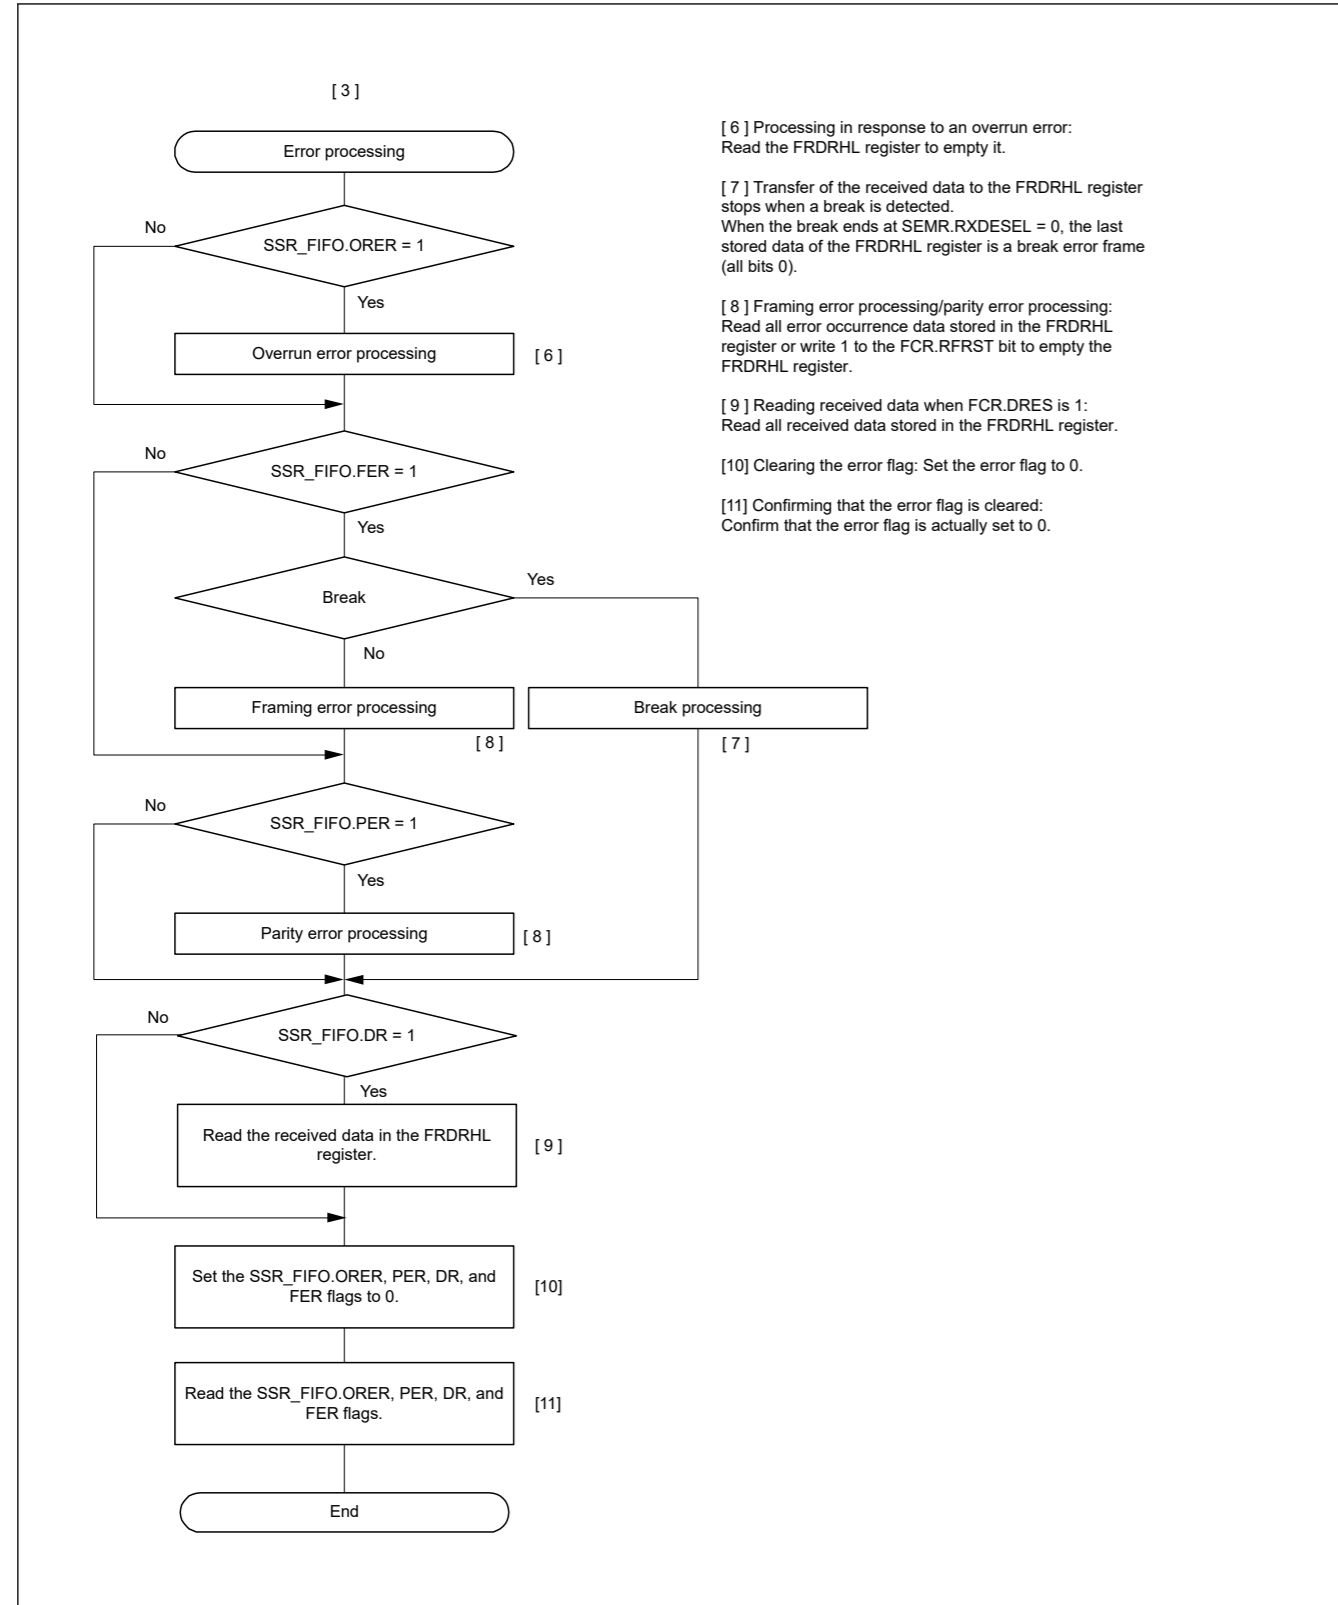 [ 3 ]
Error processing
No
SSR_FIFO.ORER = 1
Yes
Overrun error processing
[ 6 ]
No
SSR_FIFO.FER = 1
Yes
Break
Yes
No
Framing error processing
Break processing
[ 8 ]
[ 7 ]
No
SSR_FIFO.PER = 1
Yes
Parity error processing
[ 8 ]
No
SSR_FIFO.DR = 1
Yes
Read the received data in the FRDRHL
register.
[ 9 ]
Set the SSR_FIFO.ORER, PER, DR, and
FER flags to 0.
[10]
Read the SSR_FIFO.ORER, PER, DR, and
FER flags.
[11]
End
[ 6 ] Processing in response to an overrun error:
Read the FRDRHL register to empty it.
[ 7 ] Transfer of the received data to the FRDRHL register
stops when a break is detected.
When the break ends at SEMR.RXDESEL = 0, the last
stored data of the FRDRHL register is a break error frame
(all bits 0).
[ 8 ] Framing error processing/parity error processing:
Read all error occurrence data stored in the FRDRHL
register or write 1 to the FCR.RFRST bit to empty the
FRDRHL register.
[ 9 ] Reading received data when FCR.DRES is 1:
Read all received data stored in the FRDRHL register.
[10] Clearing the error flag: Set the error flag to 0.
[11] Confirming that the error flag is cleared:
Confirm that the error flag is actually set to 0.